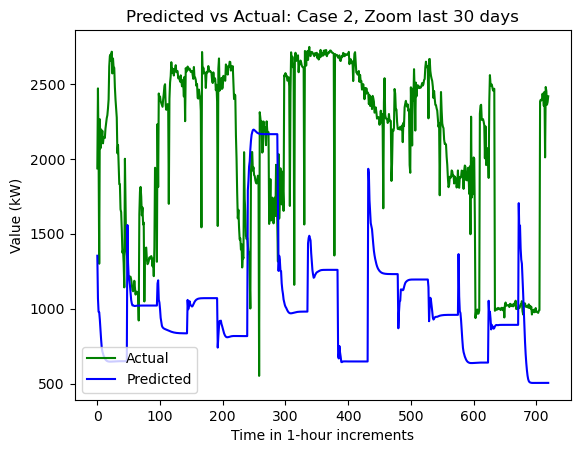 Predicted vs Actual: Case 2, Zoom last 30 days
Value (kW)
2500
2000
1500
1000
500
Actual
Predicted
0 100 200 300 400 500 600 700
Time in 1-hour increments